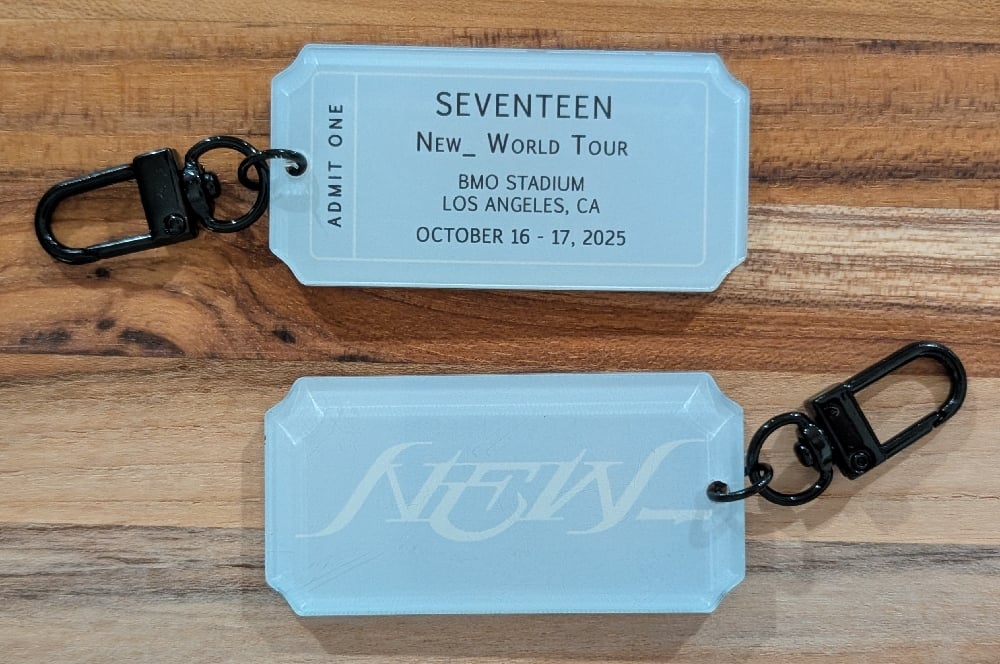 ADMIT ONE
SEVENTEEN
New_ World Tour
BMO STADIUM
LOS ANGELES, CA
OCTOBER 16 - 17, 2025
NEW_